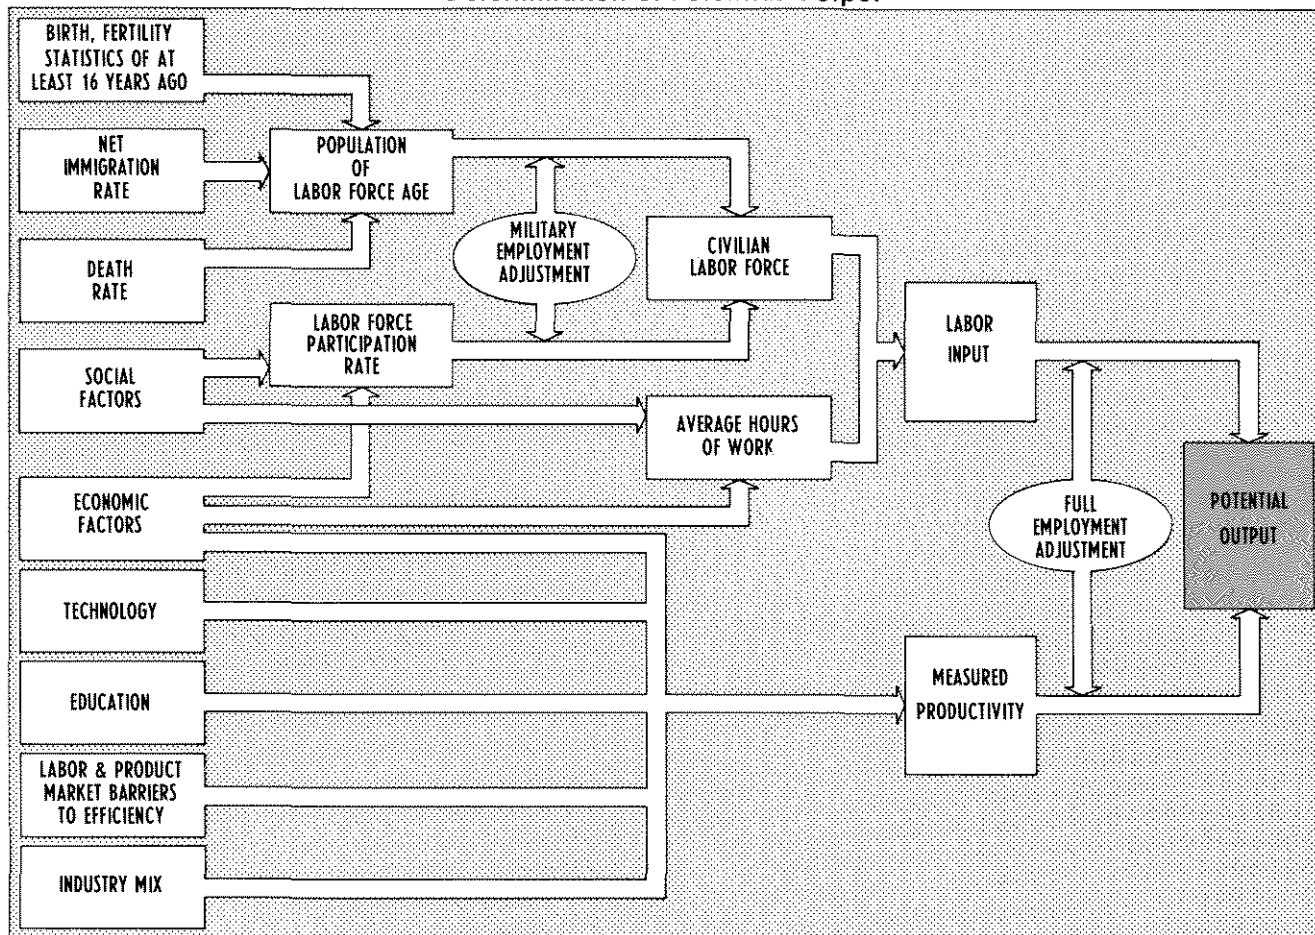 BIRTH, FERTILITY
STATISTICS OF AT
LEAST 16 YEARS AGO
NET
IMMIGRATION
RATE
DEATH
RATE
SOCIAL
FACTORS
ECONOMIC
FACTORS
TECHNOLOGY
EDUCATION
LABOR & PRODUCT
MARKET BARRIERS
TO EFFICIENCY
INDUSTRY MIX
POPULATION
OF
LABOR FORCE AGE
LABOR FORCE
PARTICIPATION
RATE
MILITARY
EMPLOYMENT
ADJUSTMENT
CIVILIAN
LABOR FORCE
AVERAGE HOURS
OF WORK
LABOR
INPUT
MEASURED
PRODUCTIVITY
FULL
EMPLOYMENT
ADJUSTMENT
POTENTIAL
OUTPUT